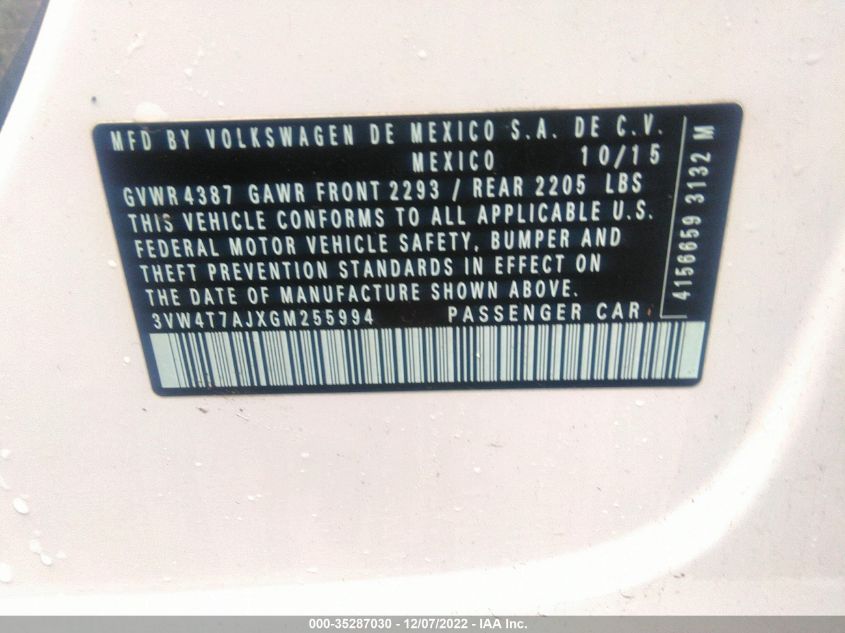 MFD BY VOLKSWAGEN DE MEXICO S.A. DE C.V.
MEXICO 10/15
GVWR 4387 GAWR FRONT 2293 / REAR 2205 LBS
THIS VEHICLE CONFORMS TO ALL APPLICABLE U.S.
FEDERAL MOTOR VEHICLE SAFETY, BUMPER AND
THEFT PREVENTION STANDARDS IN EFFECT ON
THE DATE OF MANUFACTURE SHOWN ABOVE.
3VW4T7AJXGM255994 PASSENGER CAR
4156659 3132 M
000-35287030 - 12/07/2022 - IAA Inc.